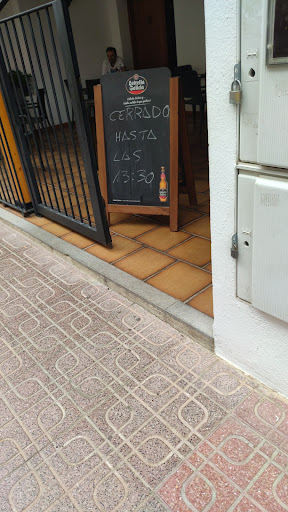 Estrella
Galicia
CERRADO
HASTA
LAS
13:30